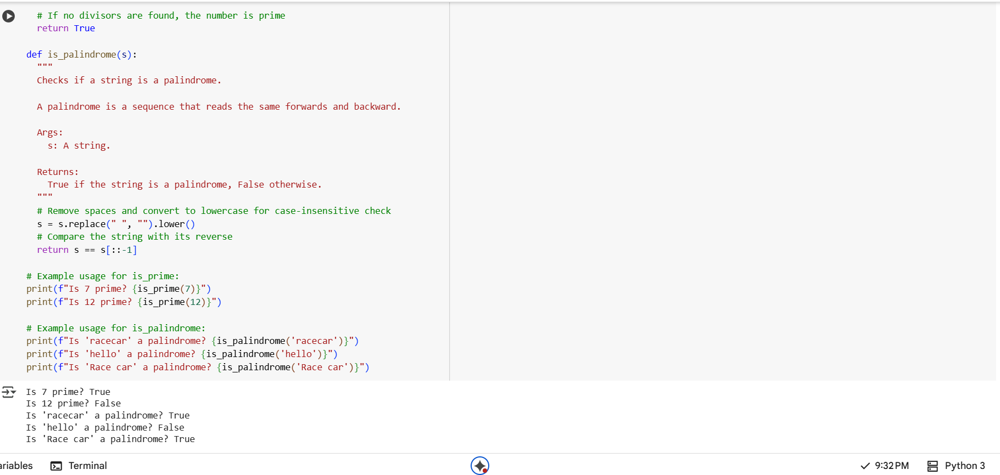 # If no divisors are found, the number is prime
return True
def is_palindrome(s):
"""
Checks if a string is a palindrome.
A palindrome is a sequence that reads the same forwards and backward.
Args:
s: A string.
Returns:
True if the string is a palindrome, False otherwise.
"""
# Remove spaces and convert to lowercase for case-insensitive check
s = s.replace(" ", "").lower()
# Compare the string with its reverse
return s == s[::-1]
# Example usage for is_prime:
print(f"Is 7 prime? {is_prime(7)}")
print(f"Is 12 prime? {is_prime(12)}")
# Example usage for is_palindrome:
print(f"Is 'racecar' a palindrome? {is_palindrome('racecar')}")
print(f"Is 'hello' a palindrome? {is_palindrome('hello')}")
print(f"Is 'Race car' a palindrome? {is_palindrome('Race car')}")
Is 7 prime? True
Is 12 prime? False
Is 'racecar' a palindrome? True
Is 'hello' a palindrome? False
Is 'Race car' a palindrome? True
ariables Terminal 9:32 PM Python 3